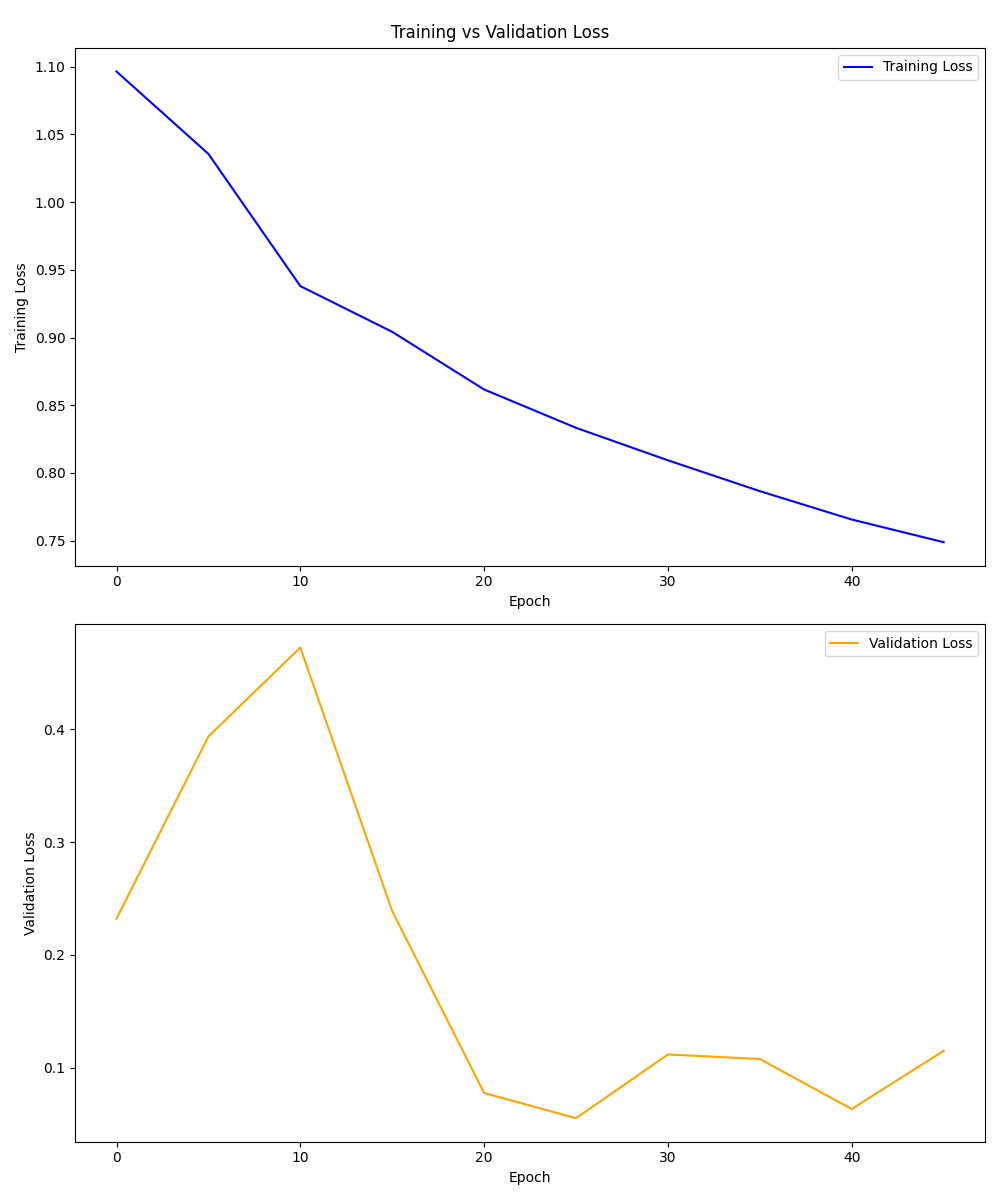 Training vs Validation Loss
Training Loss
1.10
1.05
1.00
0.95
0.90
0.85
0.80
0.75
Training Loss
0 10 20 30 40
Epoch
Validation Loss
0.4
0.3
0.2
0.1
Validation Loss
0 10 20 30 40
Epoch